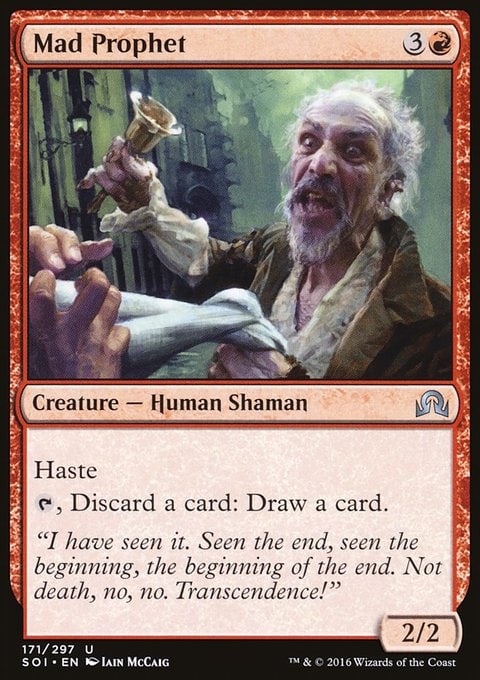 Mad Prophet 3
Creature — Human Shaman
Haste
, Discard a card: Draw a card.
“I have seen it. Seen the end, seen the
beginning, the beginning of the end. Not
death, no, no. Transcendence!”
2/2
171/297 U
SOI • EN Iain McCaig
™ & © 2016 Wizards of the Coast